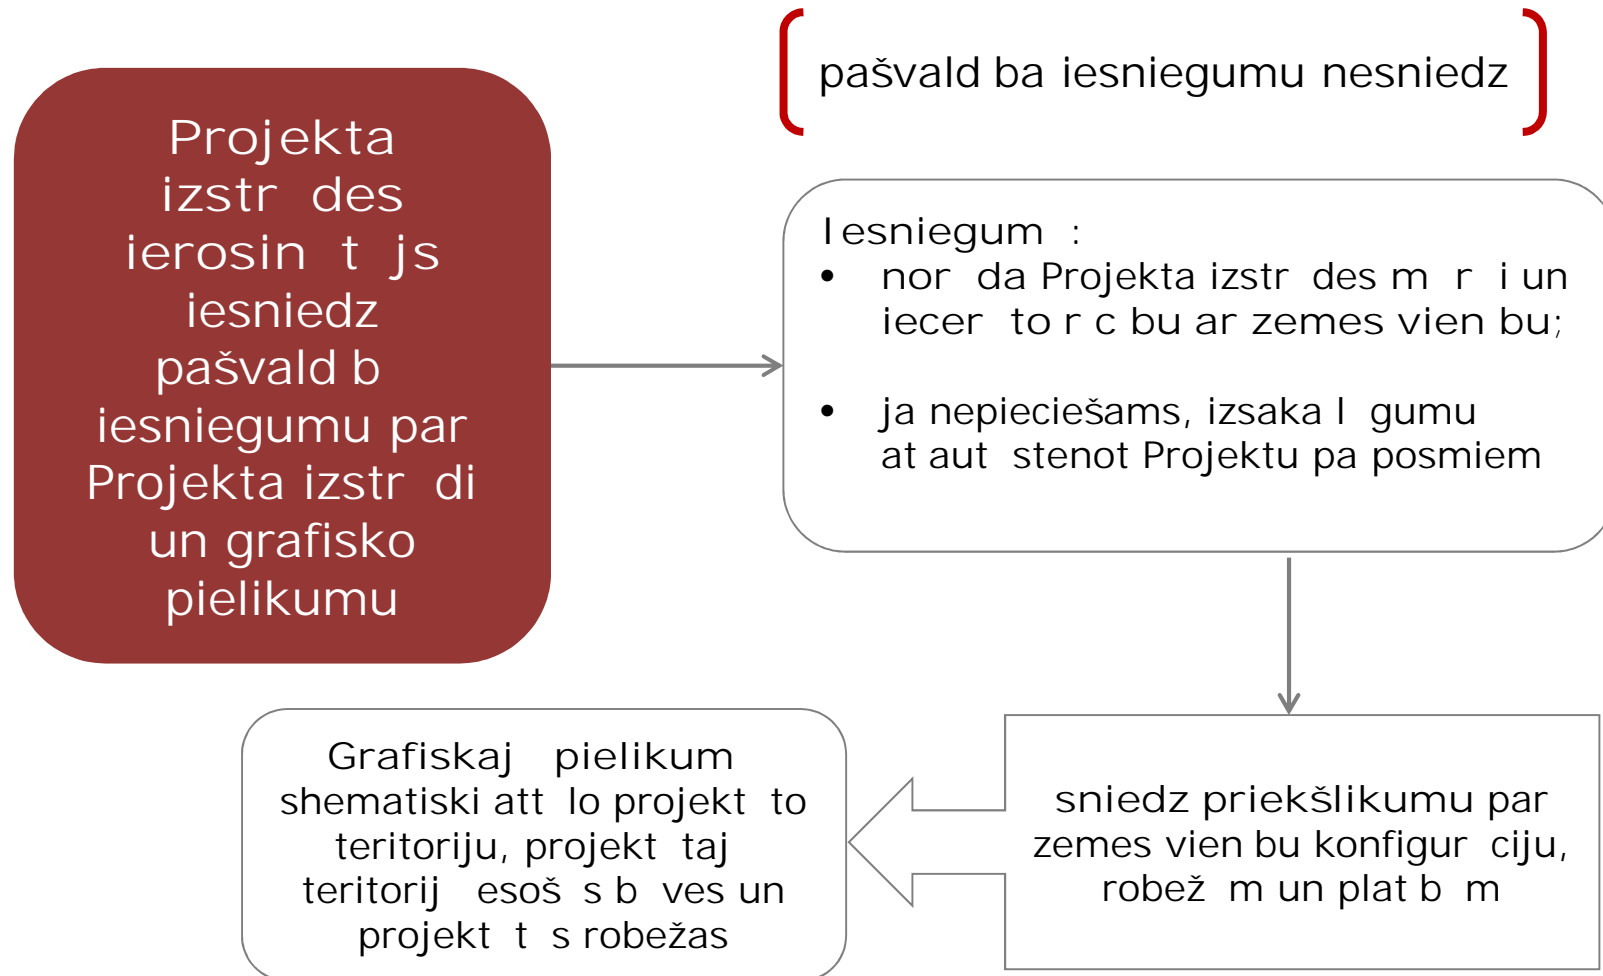 pašvald ba iesniegumu nesniedz
Projekta
izstr des
ierosin t js
iesniedz
pašvald b
iesniegumu par
Projekta izstr di
un grafisko
pielikumu
Iesniegum :
• nor da Projekta izstr des m r i un
iecer to r c bu ar zemes vien bu;
• ja nepieciešams, izsaka l gumu
at aut stenot Projektu pa posmiem
sniedz priekšlikumu par
zemes vien bu konfigur ciju,
robež m un plat b m
Grafiskaj pielikum
shematiski att lo projekt to
teritoriju, projekt taj
teritorij esoš s b ves un
projekt t s robežas